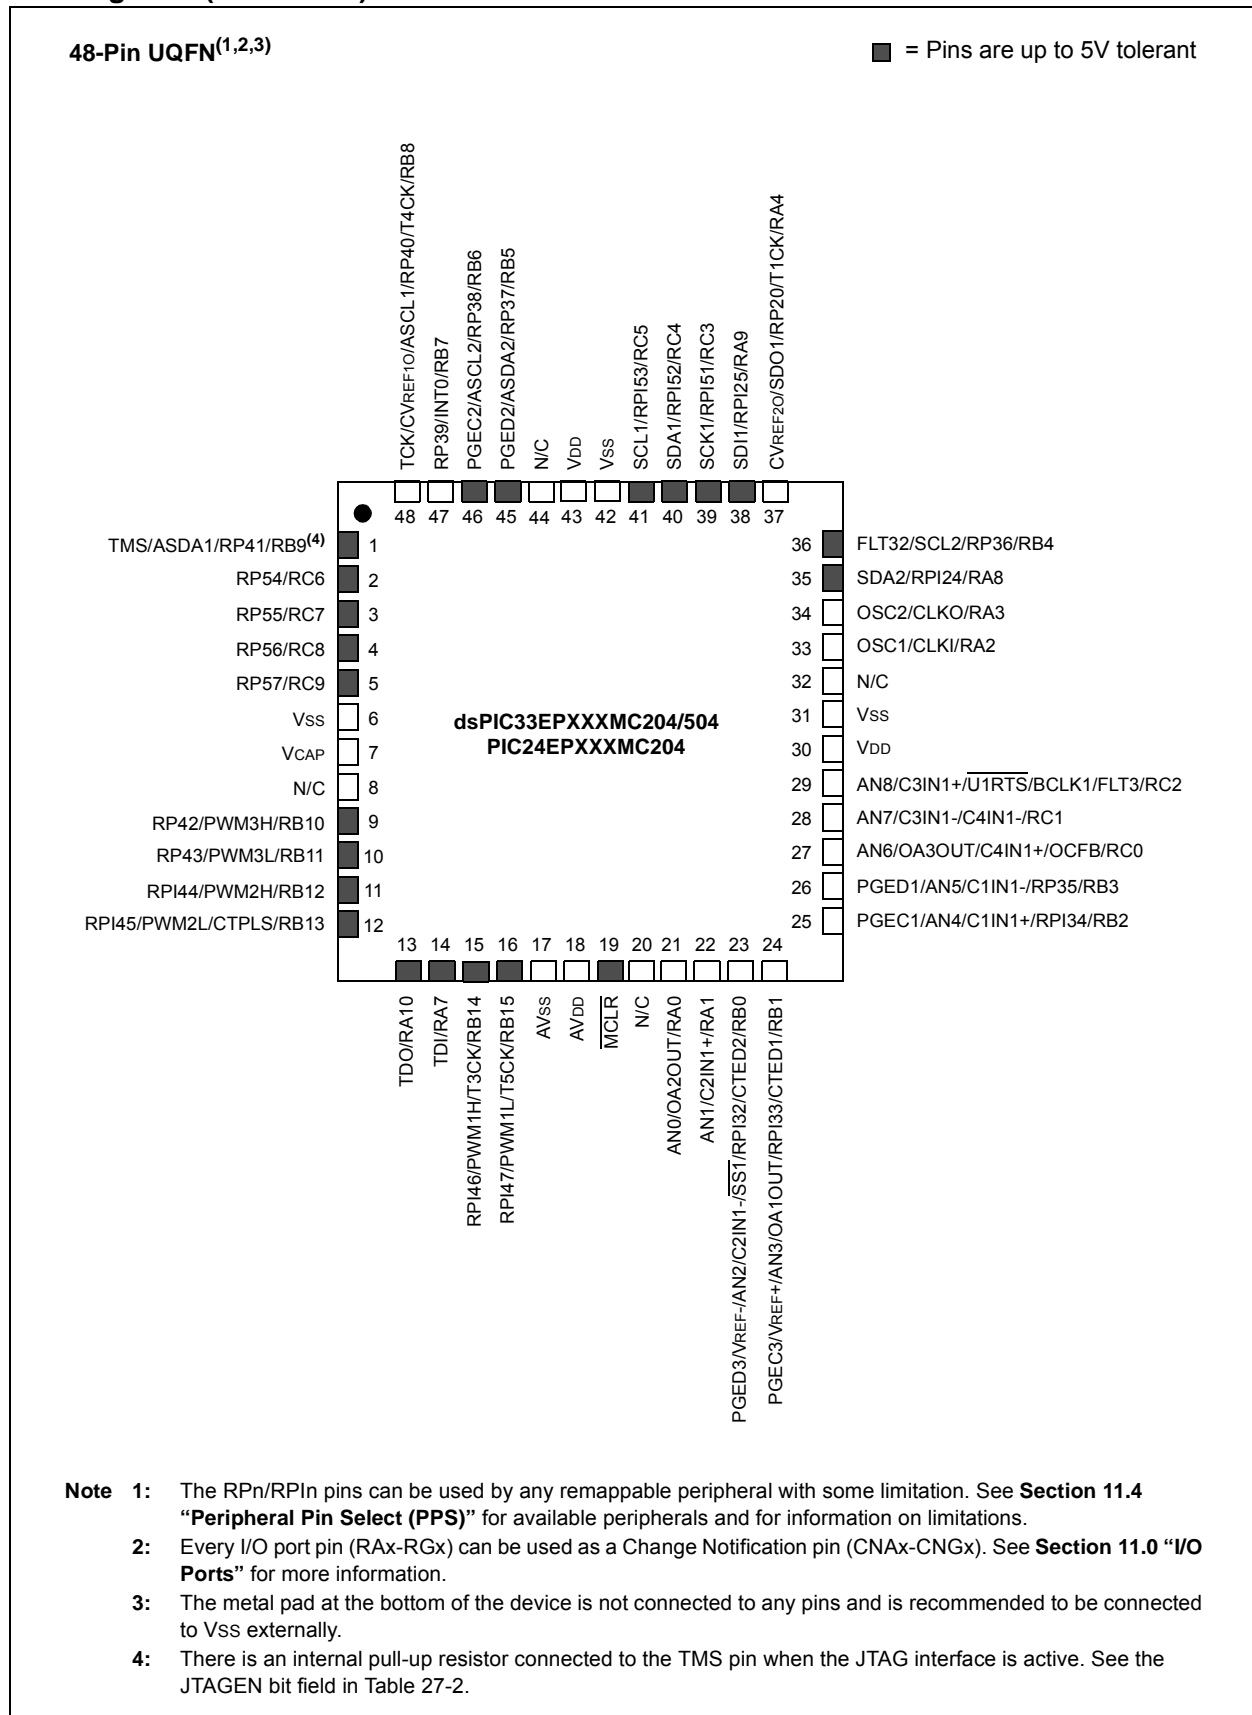 48-Pin UQFN(1,2,3)
= Pins are up to 5V tolerant
TCK/CVREF1O/ASCL1/RP40/T4CK/RB8
RP39/INT0/RB7
PGEC2/ASCL2/RP38/RB6
PGED2/ASDA2/RP37/RB5
N/C
VDD
VSS
SCL1/RPI53/RC5
SDA1/RPI52/RC4
SCK1/RPI51/RC3
SDI1/RPI25/RA9
CVREF2O/SDO1/RP20/T1CK/RA4
48 47 46 45 44 43 42 41 40 39 38 37
TMS/ASDA1/RP41/RB9(4) 1
RP54/RC6 2
RP55/RC7 3
RP56/RC8 4
RP57/RC9 5
VSS 6
VCAP 7
N/C 8
RP42/PWM3H/RB10 9
RP43/PWM3L/RB11 10
RPI44/PWM2H/RB12 11
RPI45/PWM2L/CTPLS/RB13 12
dsPIC33EPXXXMC204/504
PIC24EPXXXMC204
36 FLT32/SCL2/RP36/RB4
35 SDA2/RPI24/RA8
34 OSC2/CLKO/RA3
33 OSC1/CLKI/RA2
32 N/C
31 VSS
30 VDD
29 AN8/C3IN1+/U1RTS/BCLK1/FLT3/RC2
28 AN7/C3IN1-/C4IN1-/RC1
27 AN6/OA3OUT/C4IN1+/OCFB/RC0
26 PGED1/AN5/C1IN1-/RP35/RB3
25 PGEC1/AN4/C1IN1+/RPI34/RB2
13 14 15 16 17 18 19 20 21 22 23 24
TDO/RA10
TDI/RA7
RPI46/PWM1H/T3CK/RB14
RPI47/PWM1L/T5CK/RB15
AVSS
AVDD
MCLR
N/C
AN0/OA2OUT/RA0
AN1/C2IN1+/RA1
PGED3/VREF-/AN2/C2IN1-/SS1/RPI32/CTED2/RB0
PGEC3/VREF+/AN3/OA1OUT/RPI33/CTED1/RB1
Note 1: The RPn/RPIn pins can be used by any remappable peripheral with some limitation. See Section 11.4
“Peripheral Pin Select (PPS)” for available peripherals and for information on limitations.
2: Every I/O port pin (RAx-RGx) can be used as a Change Notification pin (CNAx-CNGx). See Section 11.0 “I/O
Ports” for more information.
3: The metal pad at the bottom of the device is not connected to any pins and is recommended to be connected
to VSS externally.
4: There is an internal pull-up resistor connected to the TMS pin when the JTAG interface is active. See the
JTAGEN bit field in Table 27-2.